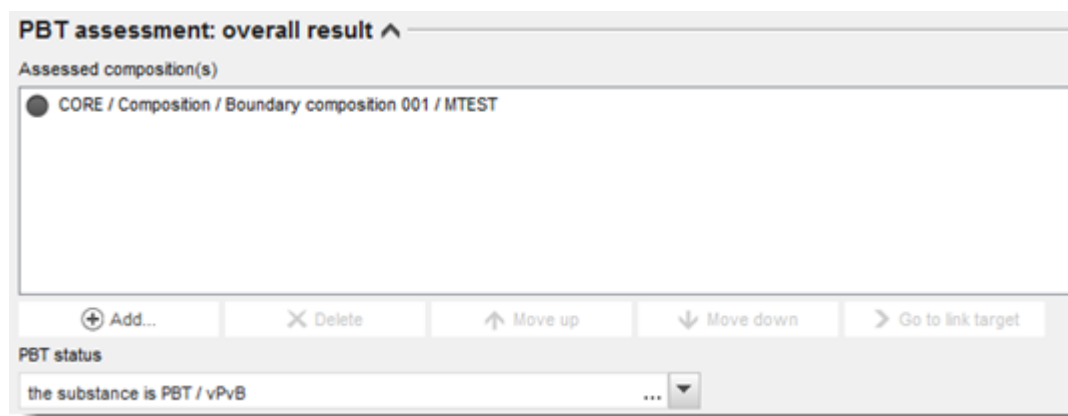 PBT assessment: overall result
Assessed composition(s)
CORE / Composition / Boundary composition 001 / MTEST
Add... Delete Move up Move down Go to link target
PBT status
the substance is PBT / vPvB ...